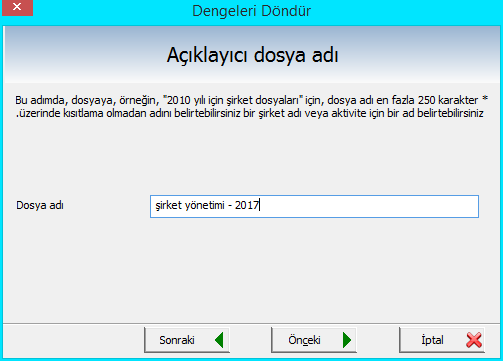 Dengeleri Döndür
Açıklayıcı dosya adı
Bu adımda, dosyaya, örneğin, "2010 yılı için şirket dosyaları" için, dosya adı en fazla 250 karakter *
.üzerinde kısıtlama olmadan adını belirtebilirsiniz bir şirket adı veya aktivite için bir ad belirtebilirsiniz
Dosya adı
şirket yönetimi - 2017
Sonraki
Önceki
İptal